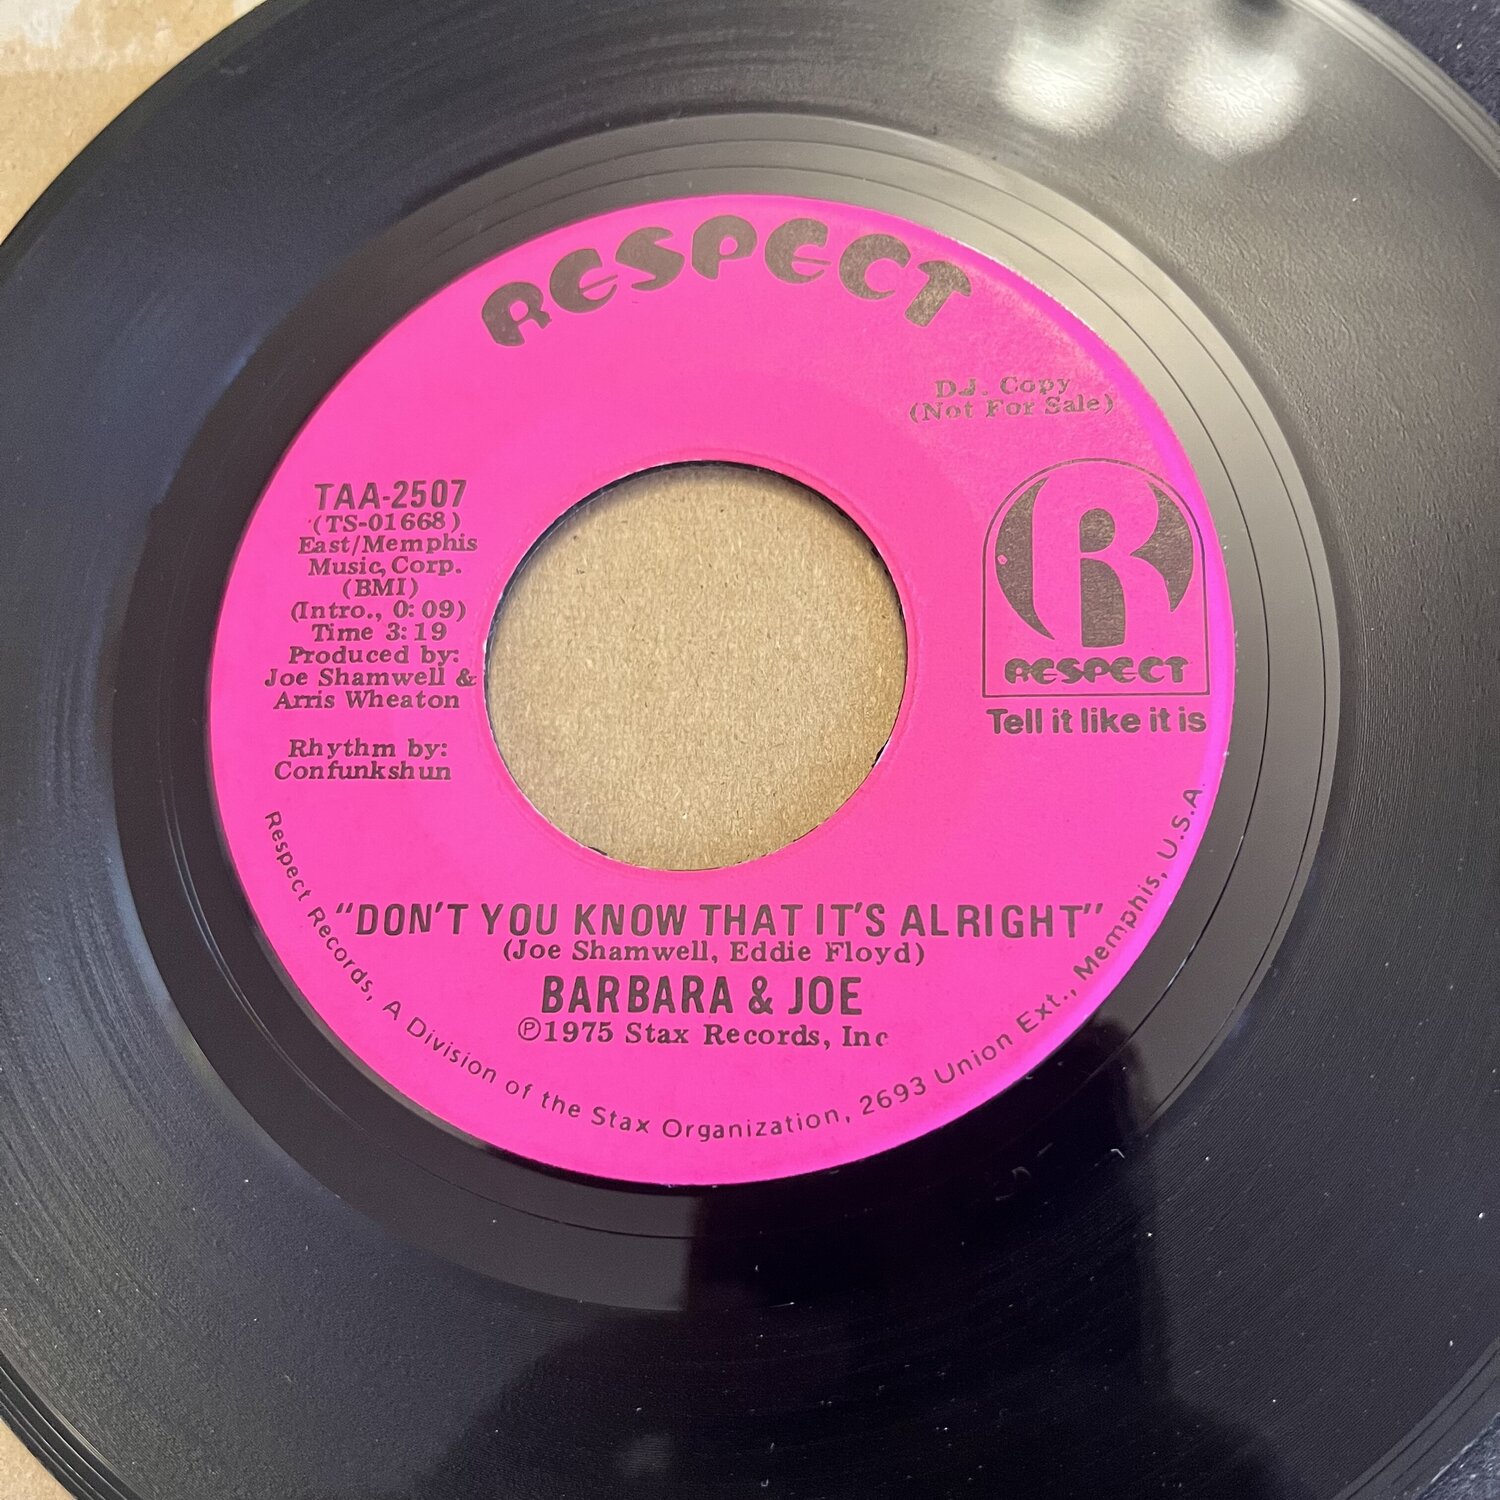 RESPECT
D.J. Copy
(Not For Sale)
TAA-2507
(TS-01668)
East/Memphis
Music, Corp.
(BMI)
(Intro., 0:09)
Time 3:19
Produced by:
Joe Shamwell &
Arris Wheaton
Rhythm by:
Confunkshun
R
RESPECT
Tell it like it is
"DON'T YOU KNOW THAT IT'S ALRIGHT"
(Joe Shamwell, Eddie Floyd)
BARBARA & JOE
℗1975 Stax Records, Inc
Respect Records, A Division of the Stax Organization, 2693 Union Ext., Memphis, U.S.A.